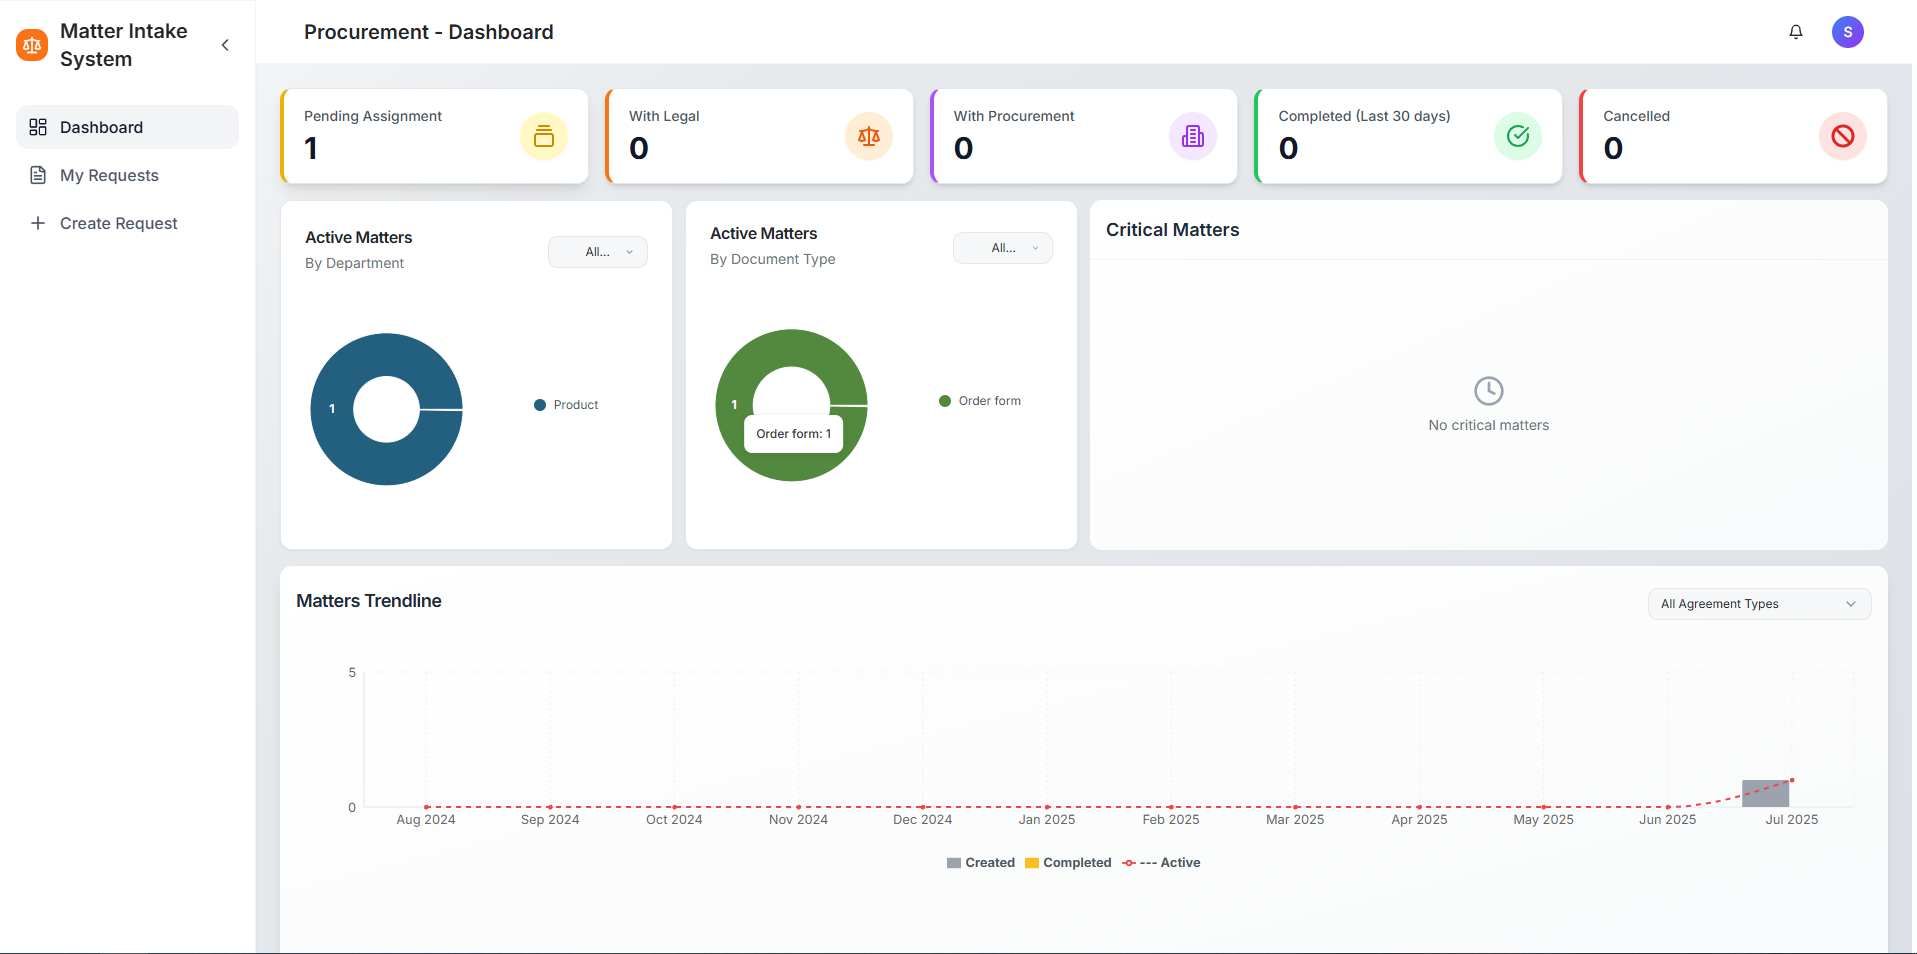 Matter Intake
System
Dashboard
My Requests
Create Request
Procurement - Dashboard
S
Pending Assignment
1
With Legal
0
With Procurement
0
Completed (Last 30 days)
0
Cancelled
0
Active Matters
By Department
All...
1
Product
Active Matters
By Document Type
All...
1
Order form: 1
Order form
Critical Matters
No critical matters
Matters Trendline
All Agreement Types
5
0
Aug 2024
Sep 2024
Oct 2024
Nov 2024
Dec 2024
Jan 2025
Feb 2025
Mar 2025
Apr 2025
May 2025
Jun 2025
Jul 2025
Created
Completed
--- Active